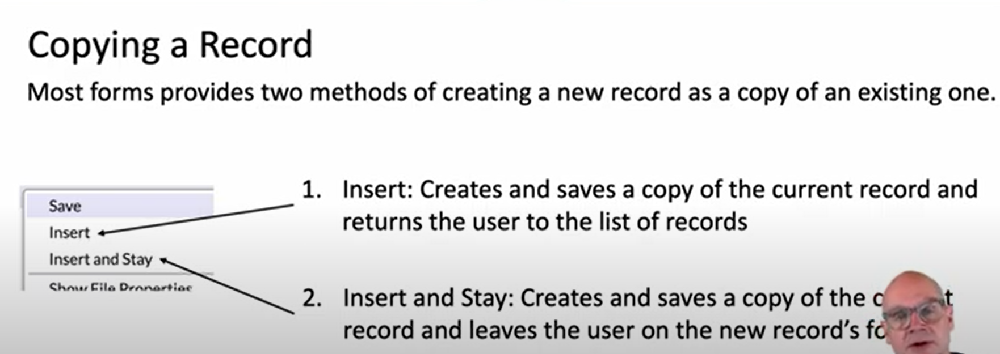 Copying a Record
Most forms provides two methods of creating a new record as a copy of an existing one.
Save
Insert
Insert and Stay
Show File Properties
1. Insert: Creates and saves a copy of the current record and
returns the user to the list of records
2. Insert and Stay: Creates and saves a copy of the
record and leaves the user on the new record's